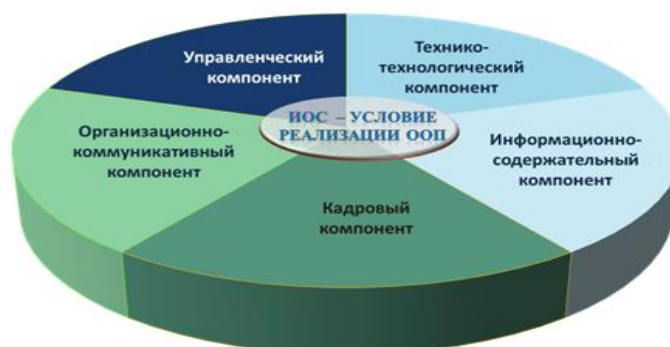 Управленческий
компонент
Технико-
технологический
компонент
ИОС – УСЛОВИЕ
РЕАЛИЗАЦИИ ООП
Организационно-
коммуникативный
компонент
Информационно-
содержательный
компонент
Кадровый
компонент